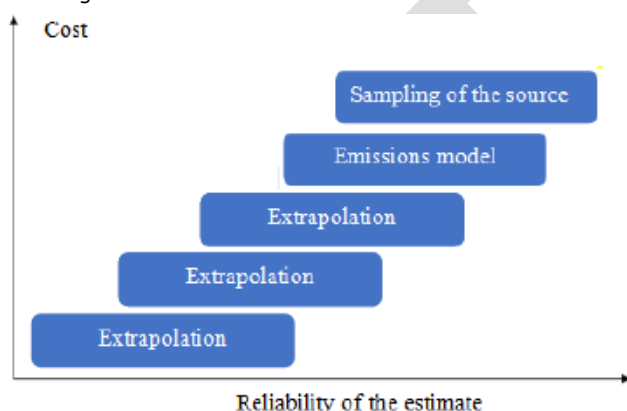 Cost
Sampling of the source
Emissions model
Extrapolation
Extrapolation
Extrapolation
Reliability of the estimate